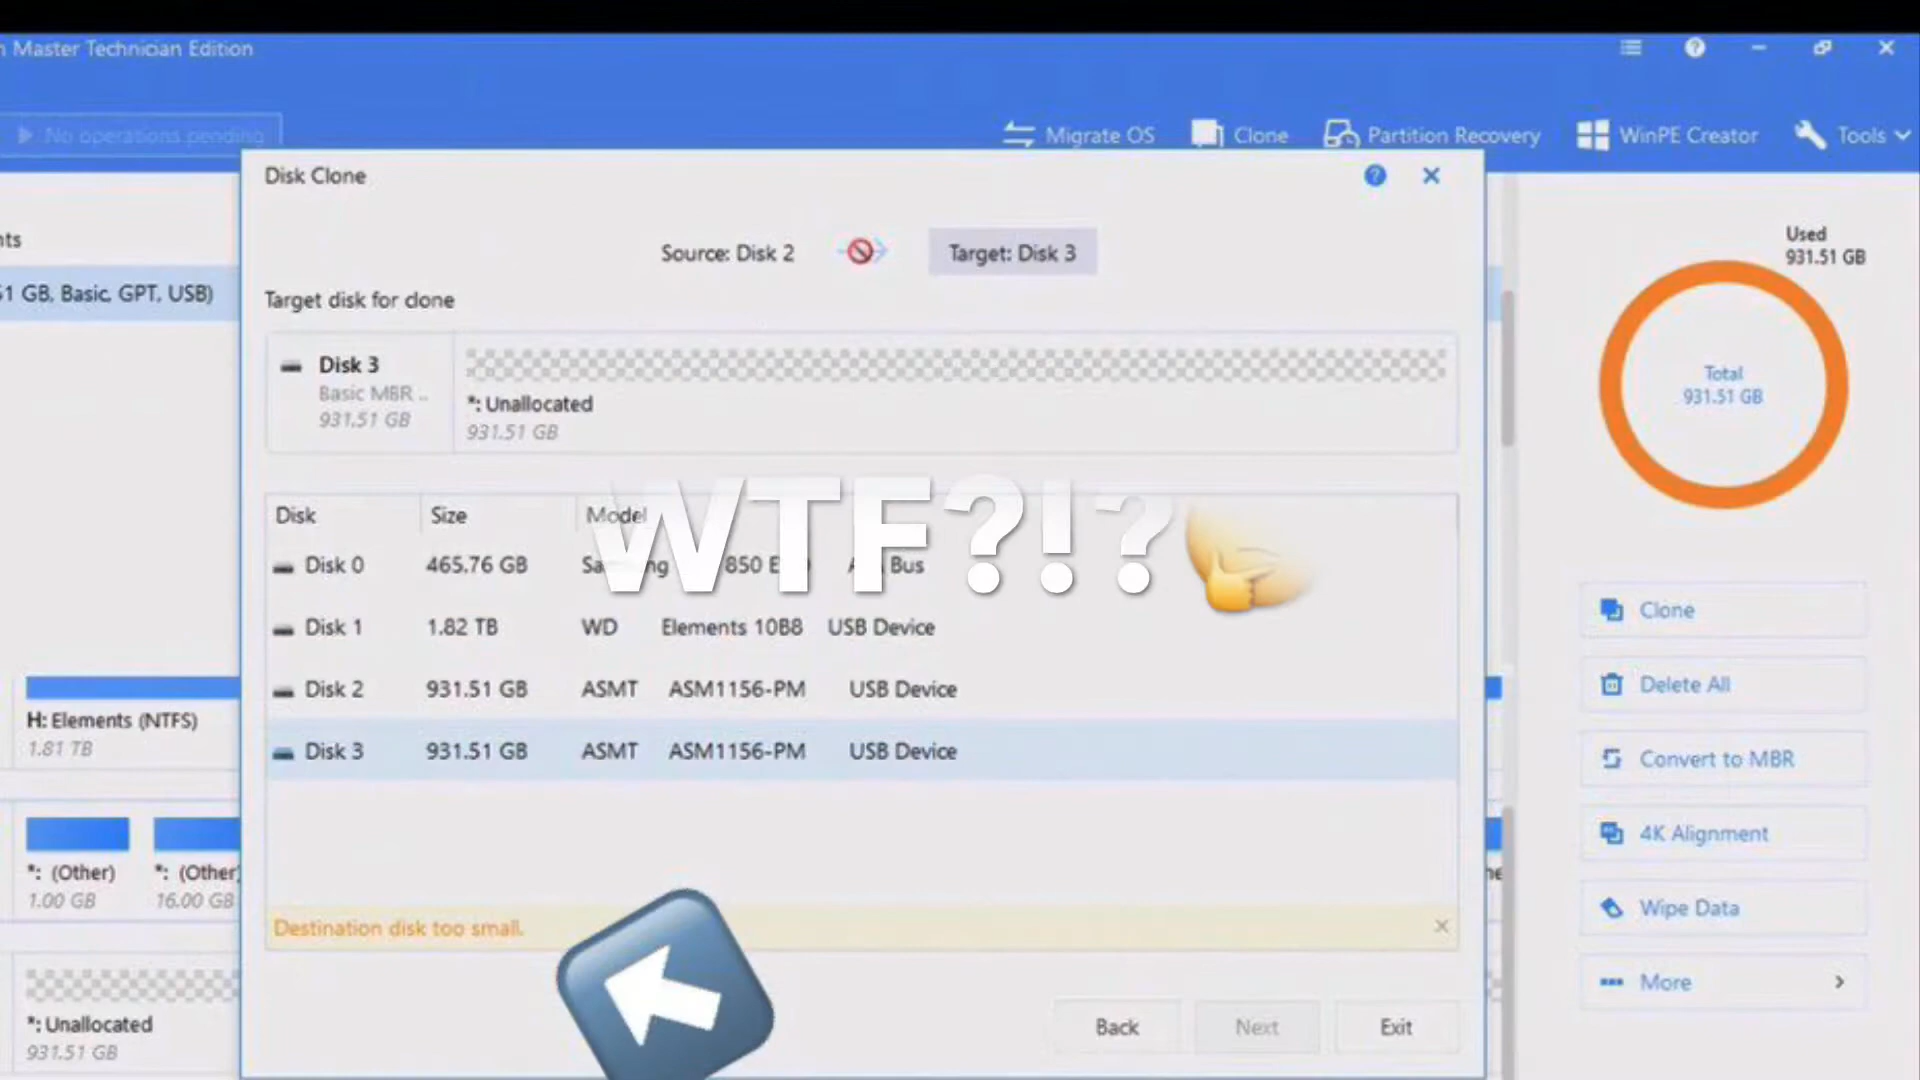 Master Technician Edition
No operations pending
Migrate OS
Clone
Partition Recovery
WinPE Creator
Tools
Disk Clone
Source: Disk 2
Target: Disk 3
Target disk for clone
Disk 3
Basic MBR ..
931.51 GB
*: Unallocated
931.51 GB
Disk Size Model
Disk 0 465.76 GB 850 Bus
Disk 1 1.82 TB WD Elements 10B8 USB Device
Disk 2 931.51 GB ASMT ASM1156-PM USB Device
Disk 3 931.51 GB ASMT ASM1156-PM USB Device
WTF?!?
Destination disk too small.
Back
Next
Exit
GB, Basic, GPT, USB)
H: Elements (NTFS)
1.81 TB
*: (Other)
1.00 GB
*: (Other)
16.00 GB
*: Unallocated
931.51 GB
Used
931.51 GB
Total
931.51 GB
Clone
Delete All
Convert to MBR
4K Alignment
Wipe Data
More